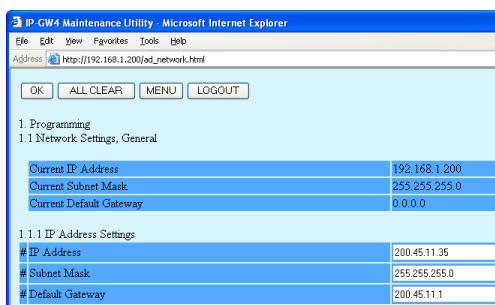 IP-GW4 Maintenance Utility - Microsoft Internet Explorer
File Edit View Favorites Tools Help
Address http://192.168.1.200/ad_network.html
OK ALL CLEAR MENU LOGOUT
1. Programming
1.1 Network Settings, General
Current IP Address 192.168.1.200
Current Subnet Mask 255.255.255.0
Current Default Gateway 0.0.0.0
1.1.1 IP Address Settings
# IP Address 200.45.11.35
# Subnet Mask 255.255.255.0
# Default Gateway 200.45.11.1